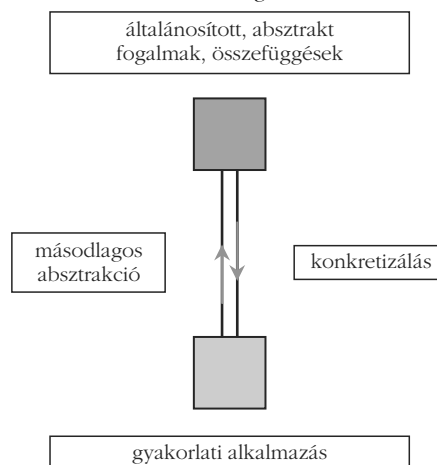 általánosított, absztrakt
fogalmak, összefüggések
másodlagos
absztrakció
konkretizálás
gyakorlati alkalmazás